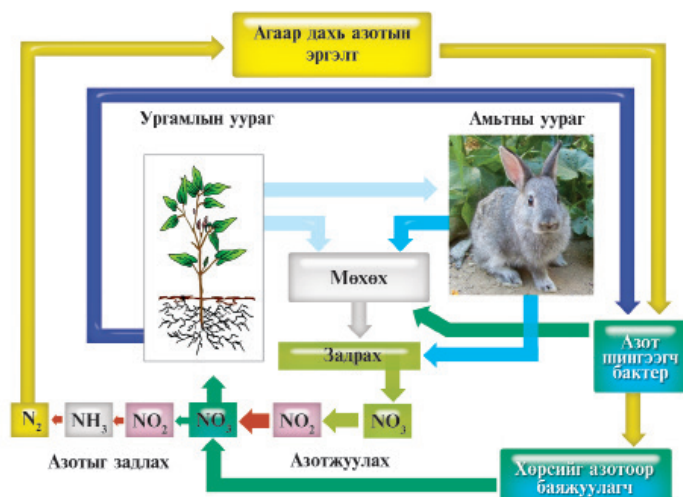 Агаар дахь азотын
эргэлт
Ургамлын уураг
Амьтны уураг
Мөхөх
Задрах
Азот
шингээгч
бактер
N₂
NH₃
NO₂
NO₃
NO₂
NO₃
Азотыг задлах
Азотжуулах
Хөрсийг азотоор
баяжуулагч